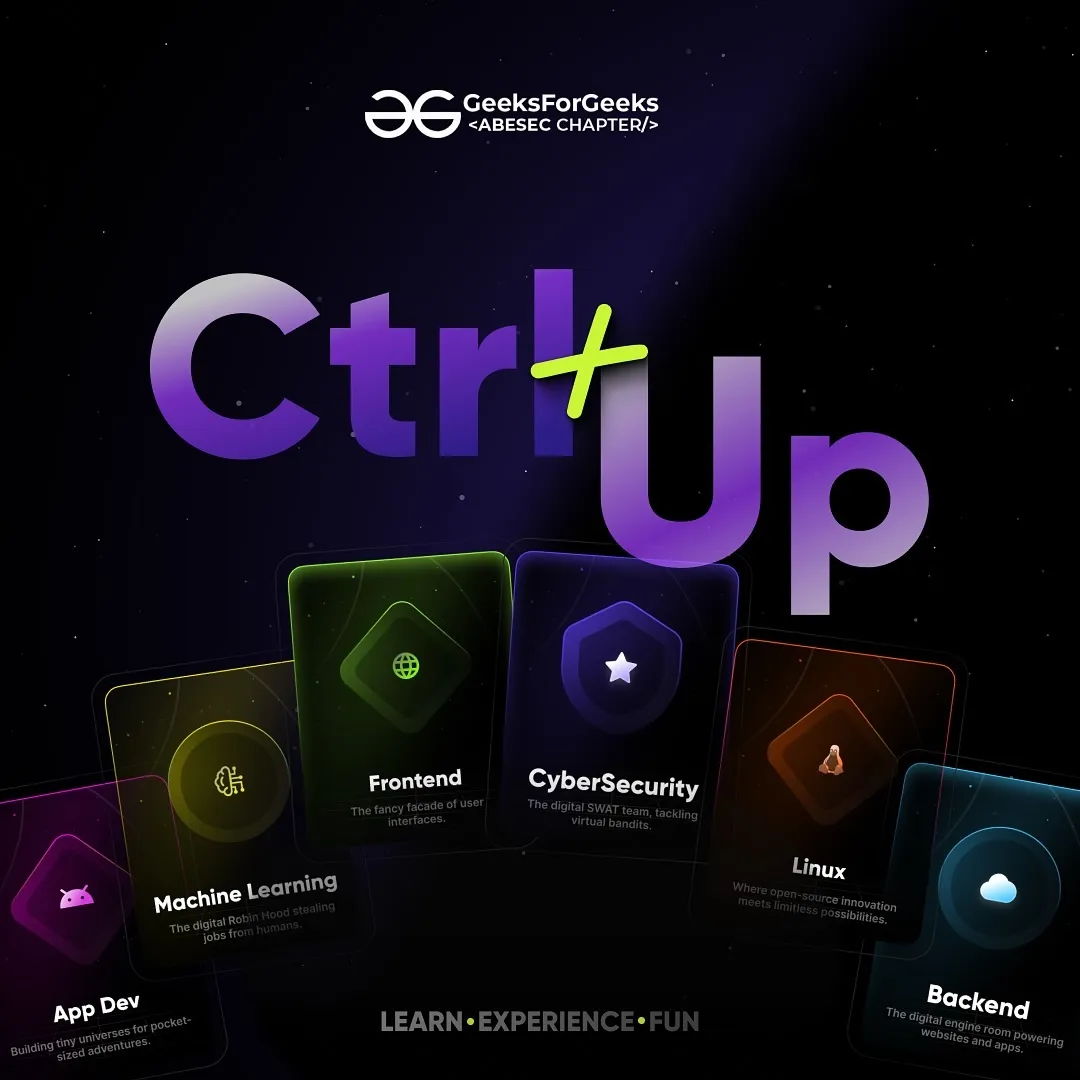 GeeksForGeeks
<ABESEC CHAPTER/>
Ctrl+
Up
App Dev
Building tiny universes for pocket-
sized adventures.
Machine Learning
The digital Robin Hood stealing
jobs from humans.
Frontend
The fancy facade of user
interfaces.
CyberSecurity
The digital SWAT team, tackling
virtual bandits.
Linux
Where open-source innovation
meets limitless possibilities.
Backend
The digital engine room powering
websites and apps.
LEARN•EXPERIENCE•FUN